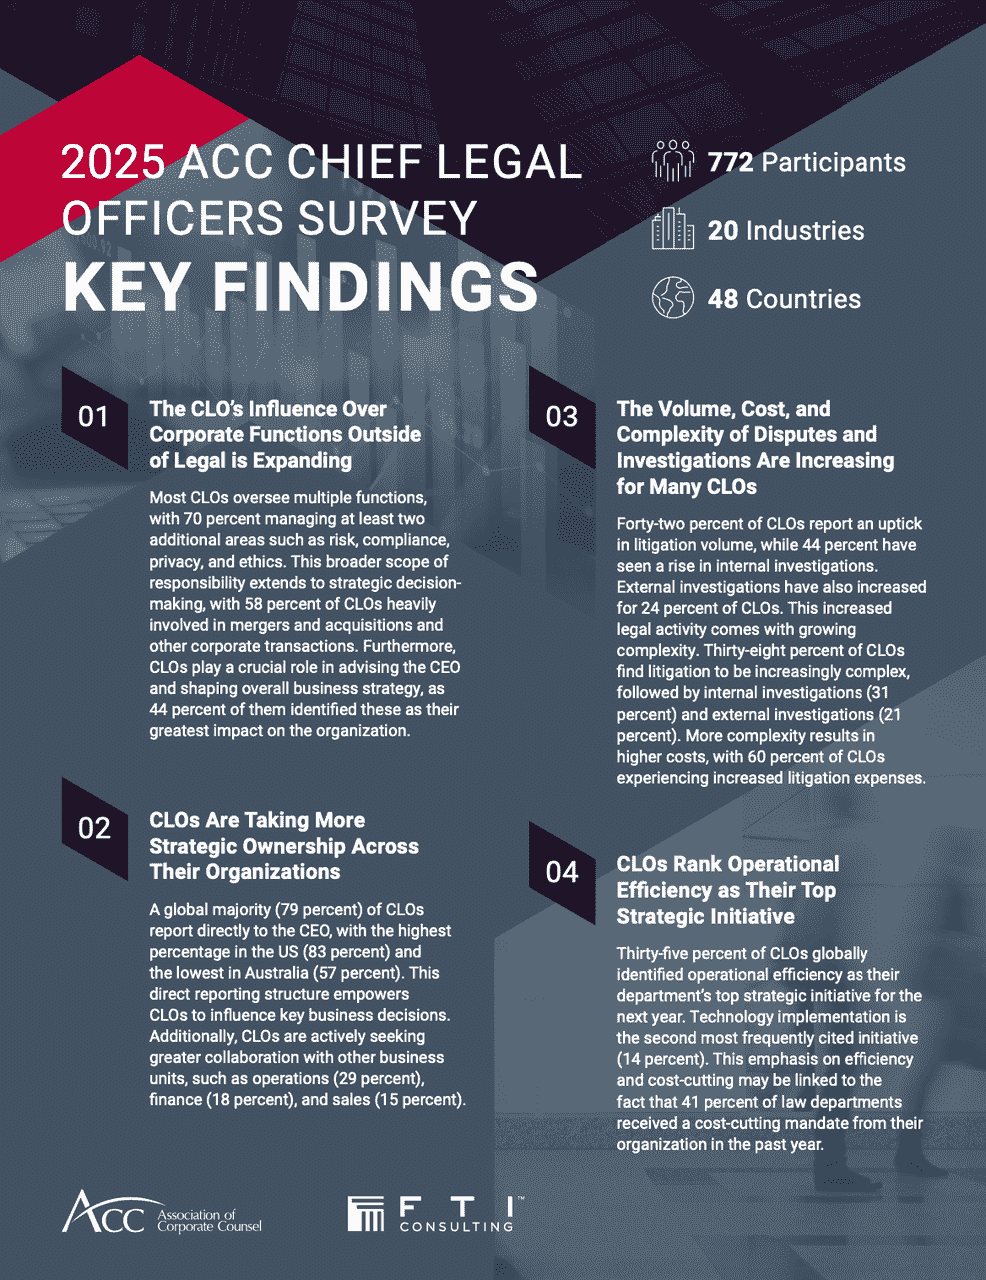 2025 ACC CHIEF LEGAL
OFFICERS SURVEY
KEY FINDINGS
772 Participants
20 Industries
48 Countries
01
The CLO’s Influence Over
Corporate Functions Outside
of Legal is Expanding
Most CLOs oversee multiple functions,
with 70 percent managing at least two
additional areas such as risk, compliance,
privacy, and ethics. This broader scope of
responsibility extends to strategic decision-
making, with 58 percent of CLOs heavily
involved in mergers and acquisitions and
other corporate transactions. Furthermore,
CLOs play a crucial role in advising the CEO
and shaping overall business strategy, as
44 percent of them identified these as their
greatest impact on the organization.
02
CLOs Are Taking More
Strategic Ownership Across
Their Organizations
A global majority (79 percent) of CLOs
report directly to the CEO, with the highest
percentage in the US (83 percent) and
the lowest in Australia (57 percent). This
direct reporting structure empowers
CLOs to influence key business decisions.
Additionally, CLOs are actively seeking
greater collaboration with other business
units, such as operations (29 percent),
finance (18 percent), and sales (15 percent).
03
The Volume, Cost, and
Complexity of Disputes and
Investigations Are Increasing
for Many CLOs
Forty-two percent of CLOs report an uptick
in litigation volume, while 44 percent have
seen a rise in internal investigations.
External investigations have also increased
for 24 percent of CLOs. This increased
legal activity comes with growing
complexity. Thirty-eight percent of CLOs
find litigation to be increasingly complex,
followed by internal investigations (31
percent) and external investigations (21
percent). More complexity results in
higher costs, with 60 percent of CLOs
experiencing increased litigation expenses.
04
CLOs Rank Operational
Efficiency as Their Top
Strategic Initiative
Thirty-five percent of CLOs globally
identified operational efficiency as their
department’s top strategic initiative for the
next year. Technology implementation is
the second most frequently cited initiative
(14 percent). This emphasis on efficiency
and cost-cutting may be linked to the
fact that 41 percent of law departments
received a cost-cutting mandate from their
organization in the past year.
ACC Association of
Corporate Counsel
FTI™
CONSULTING